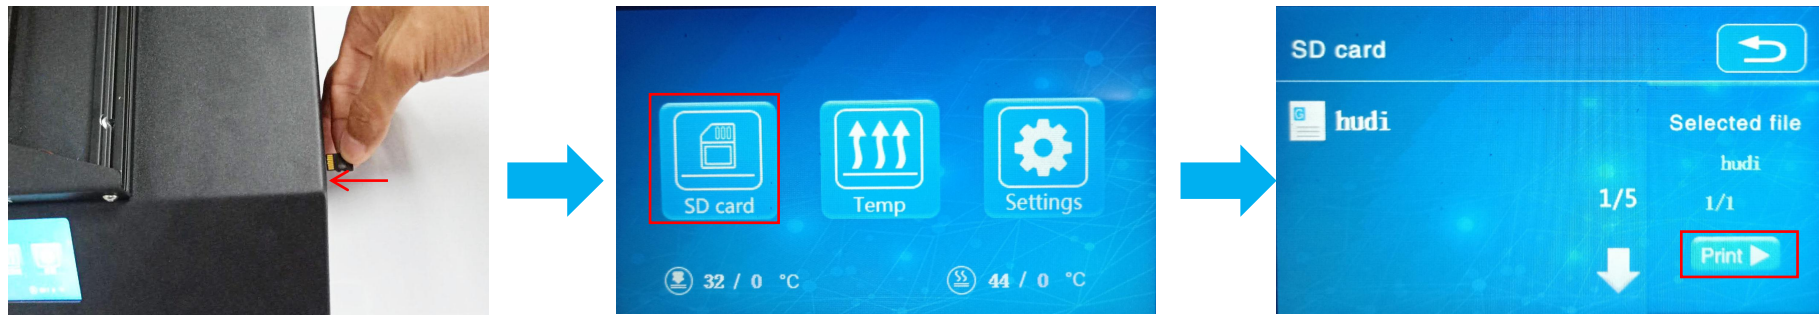 SD card
Temp
Settings
32 / 0 °C
44 / 0 °C
SD card
G
hudi
Selected file
hudi
1/5
1/1
Print